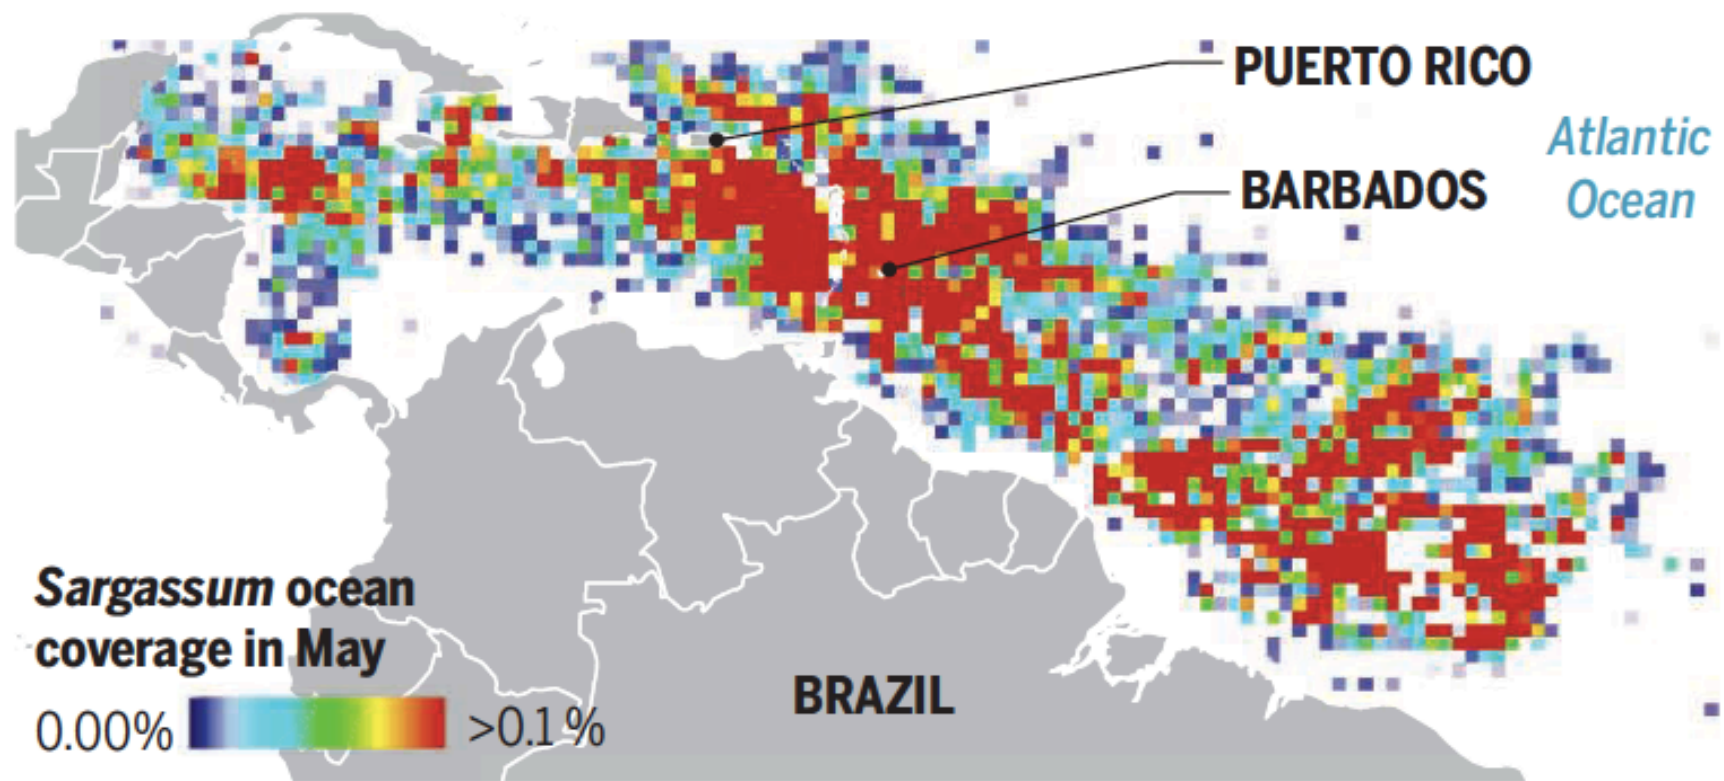 PUERTO RICO
Atlantic
Ocean
BARBADOS
Sargassum ocean
coverage in May
0.00%
>0.1%
BRAZIL